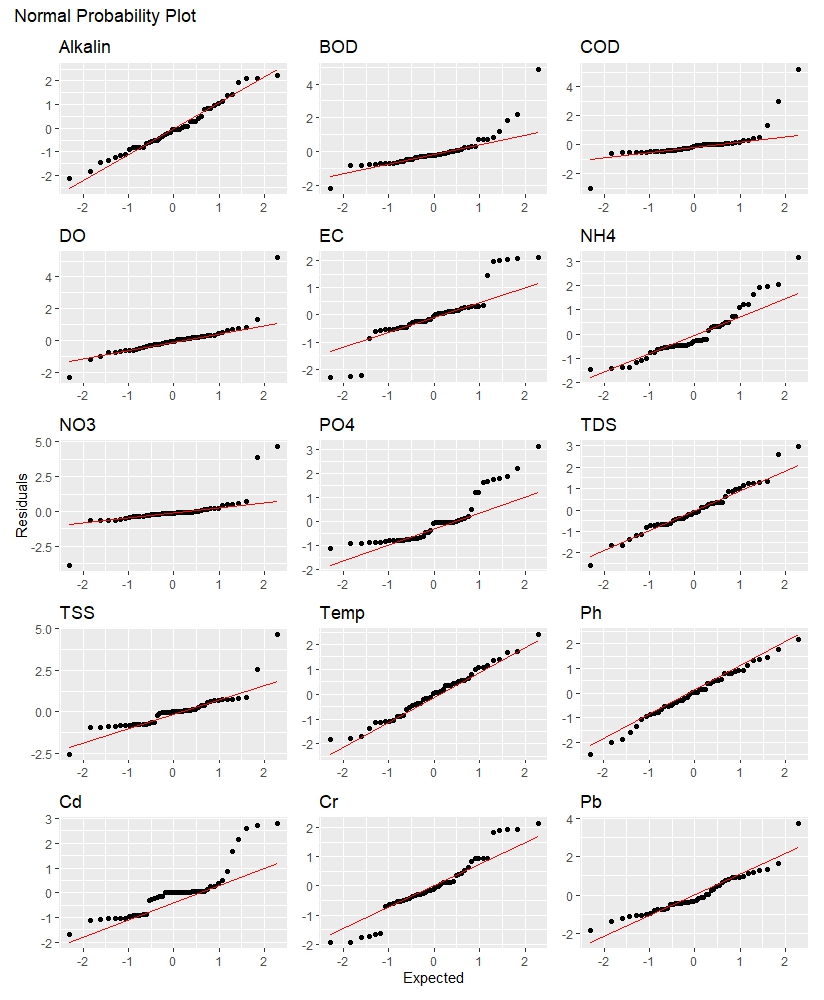 Normal Probability Plot
Alkalin BOD COD
2 4 4
1 2 2
0 0 0
-1 -2 -2
-2
-2 -1 0 1 2 -2 -1 0 1 2 -2 -1 0 1 2
DO EC NH4
4 2 3
2 1 2
0 0 1
-2 -1 0
-2 -1
-2
-2 -1 0 1 2 -2 -1 0 1 2 -2 -1 0 1 2
NO3 PO4 TDS
5.0 3 3
2.5 2 2
0.0 1 1
-2.5 0 0
-1 -1
-2 -2
-2 -1 0 1 2 -2 -1 0 1 2 -2 -1 0 1 2
Residuals
TSS Temp Ph
5.0 2 2
2.5 1 1
0.0 0 0
-2.5 -1 -1
-2 -2
-2 -1 0 1 2 -2 -1 0 1 2 -2 -1 0 1 2
Cd Cr Pb
3 2 4
2 1 2
1 0 0
0 -1 -2
-1 -2
-2
-2 -1 0 1 2 -2 -1 0 1 2 -2 -1 0 1 2
Expected